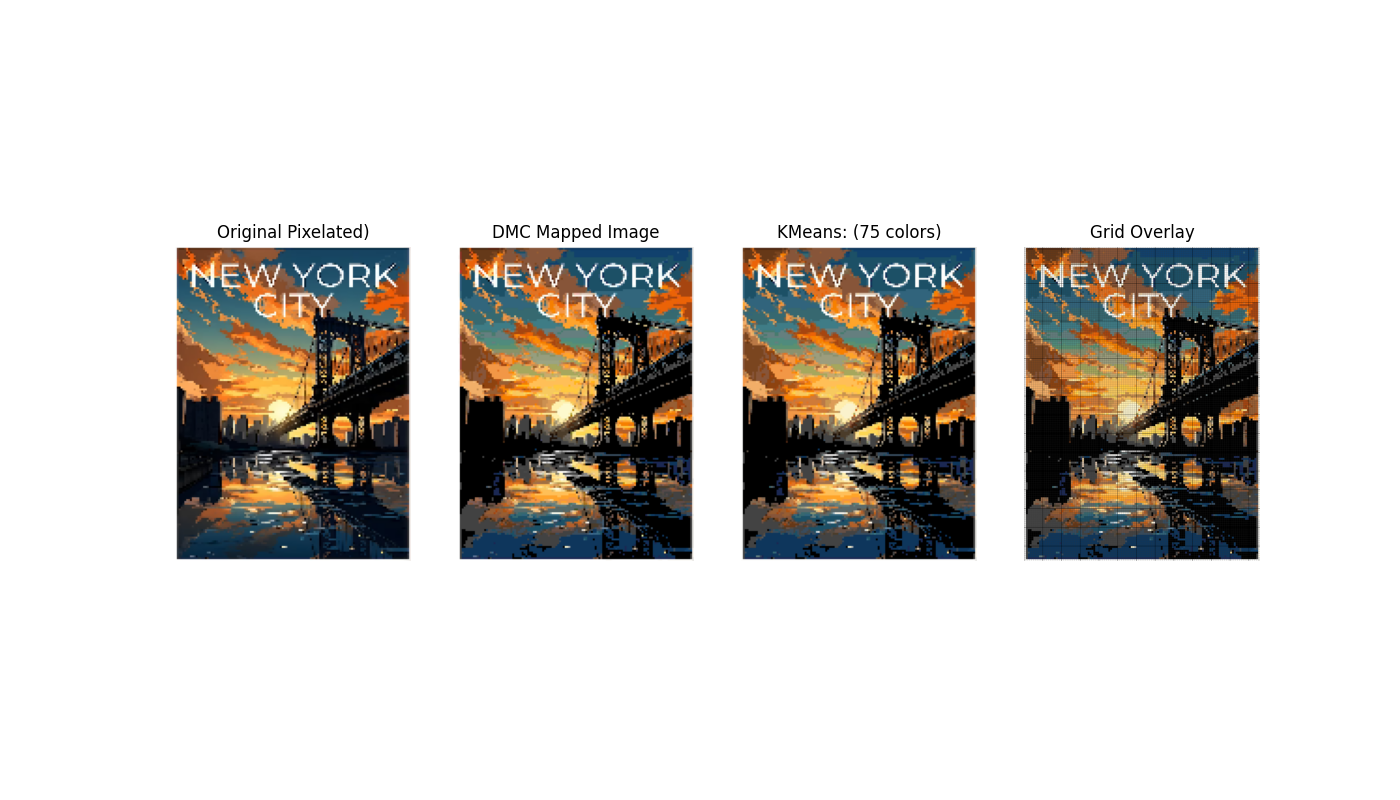 Original Pixelated)
DMC Mapped Image
KMeans: (75 colors)
Grid Overlay
NEW YORK
CITY
NEW YORK
CITY
NEW YORK
CITY
NEW YORK
CITY